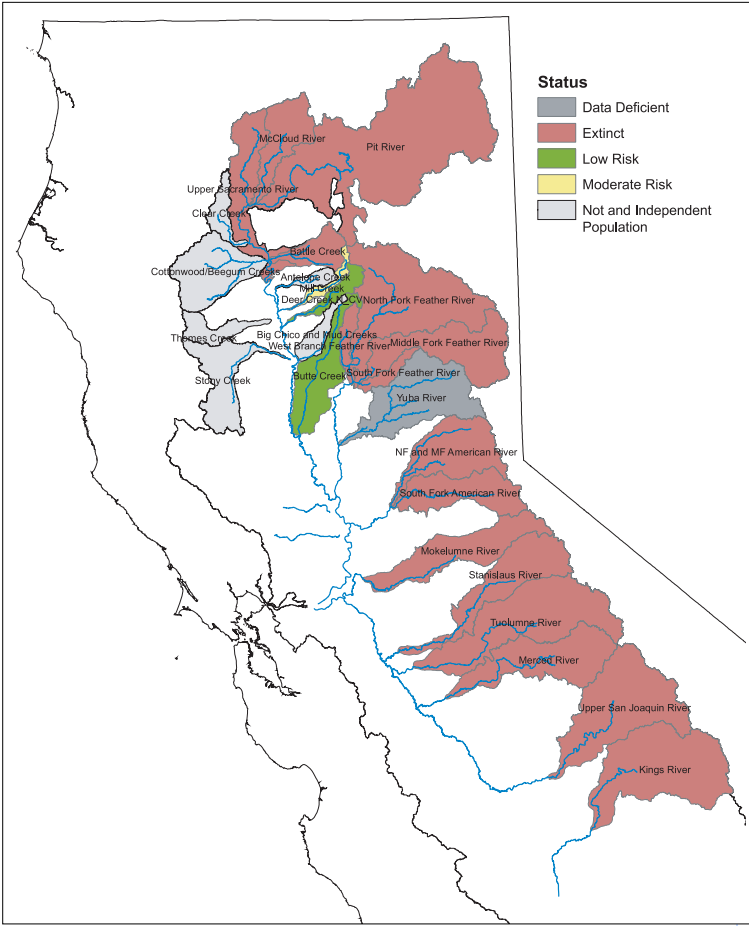 Status
Data Deficient
Extinct
Low Risk
Moderate Risk
Not and Independent
Population
McCloud River
Pit River
Upper Sacramento River
Clear Creek
Battle Creek
Cottonwood/Beegum Creeks
Antelope Creek
Mill Creek
Deer Creek N
CV
North Fork Feather River
Thomes Creek
Big Chico and Mud Creeks
West Branch Feather River
Middle Fork Feather River
Butte Creek
South Fork Feather River
Stony Creek
Yuba River
NF and MF American River
South Fork American River
Mokelumne River
Stanislaus River
Tuolumne River
Merced River
Upper San Joaquin River
Kings River